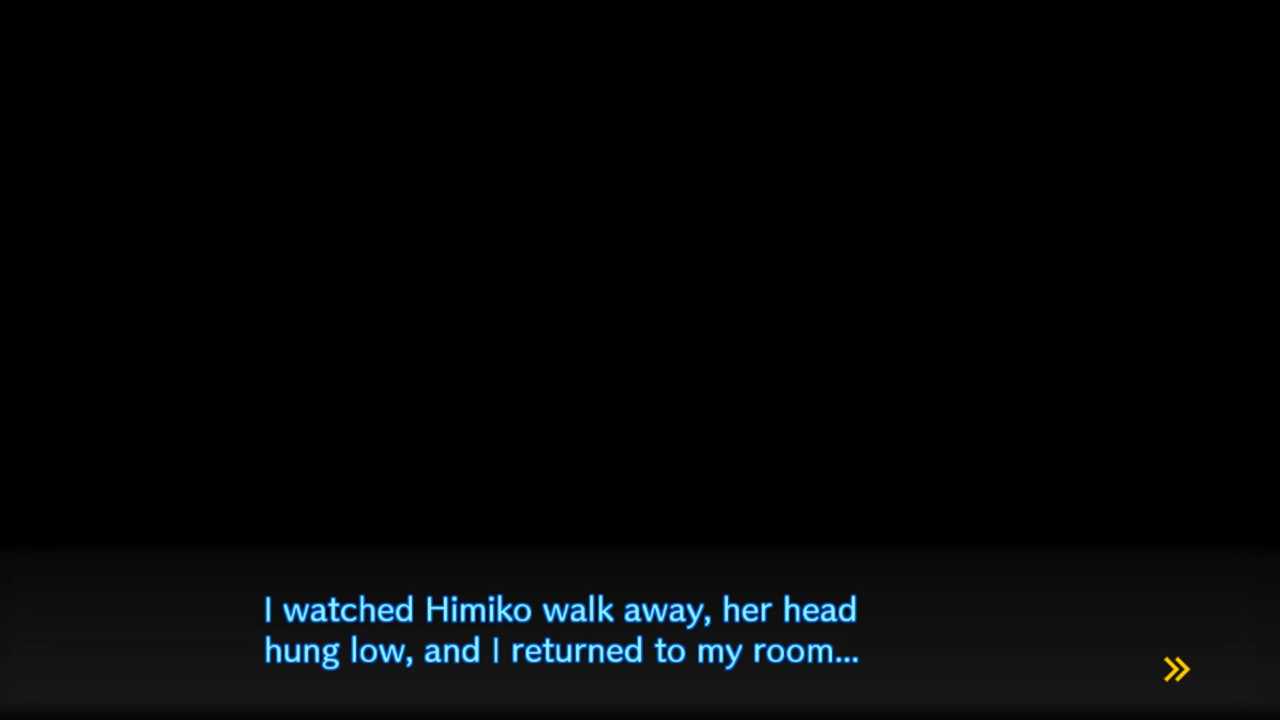 I watched Himiko walk away, her head
hung low, and I returned to my room...